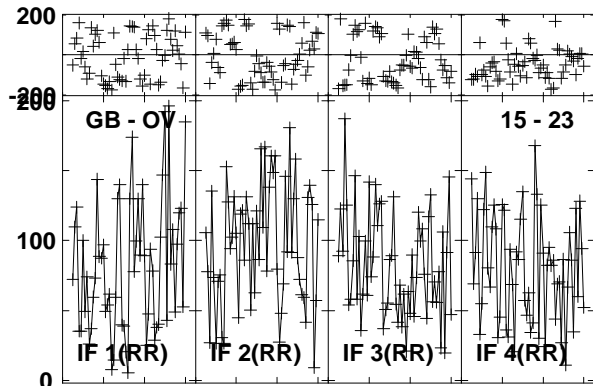 200
-200
200
GB - OV 15 - 23
100
IF 1(RR) IF 2(RR) IF 3(RR) IF 4(RR)
0